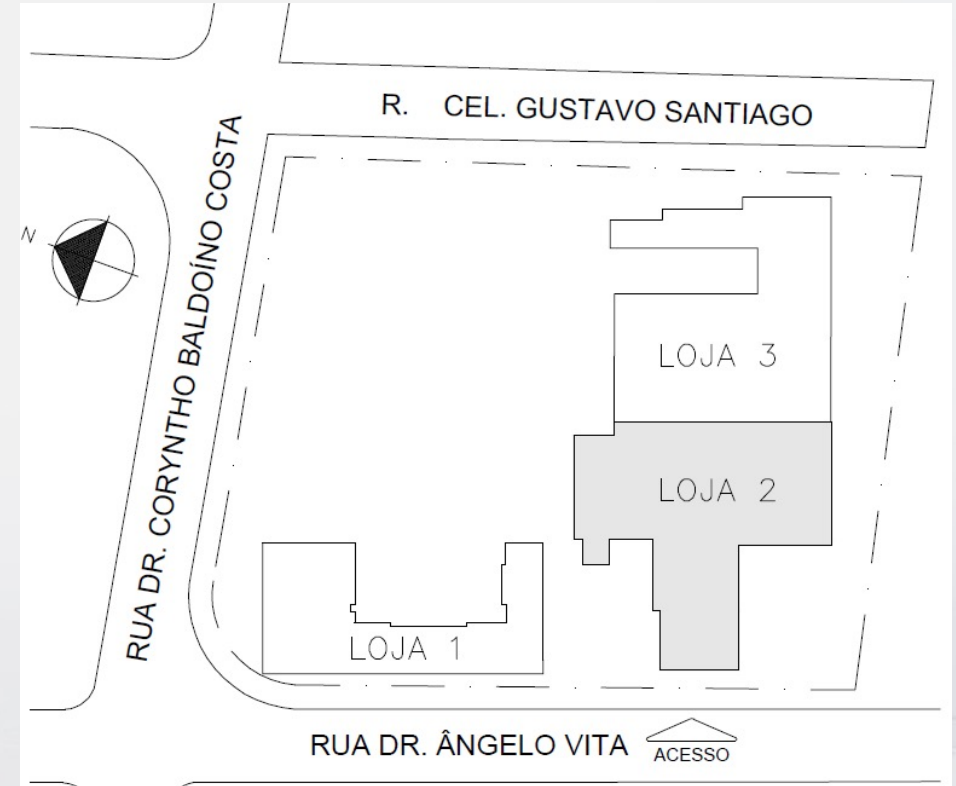 R. CEL. GUSTAVO SANTIAGO
RUA DR. CORYNTHO BALDOÍNO COSTA
N
LOJA 3
LOJA 2
LOJA 1
RUA DR. ÂNGELO VITA
ACESSO